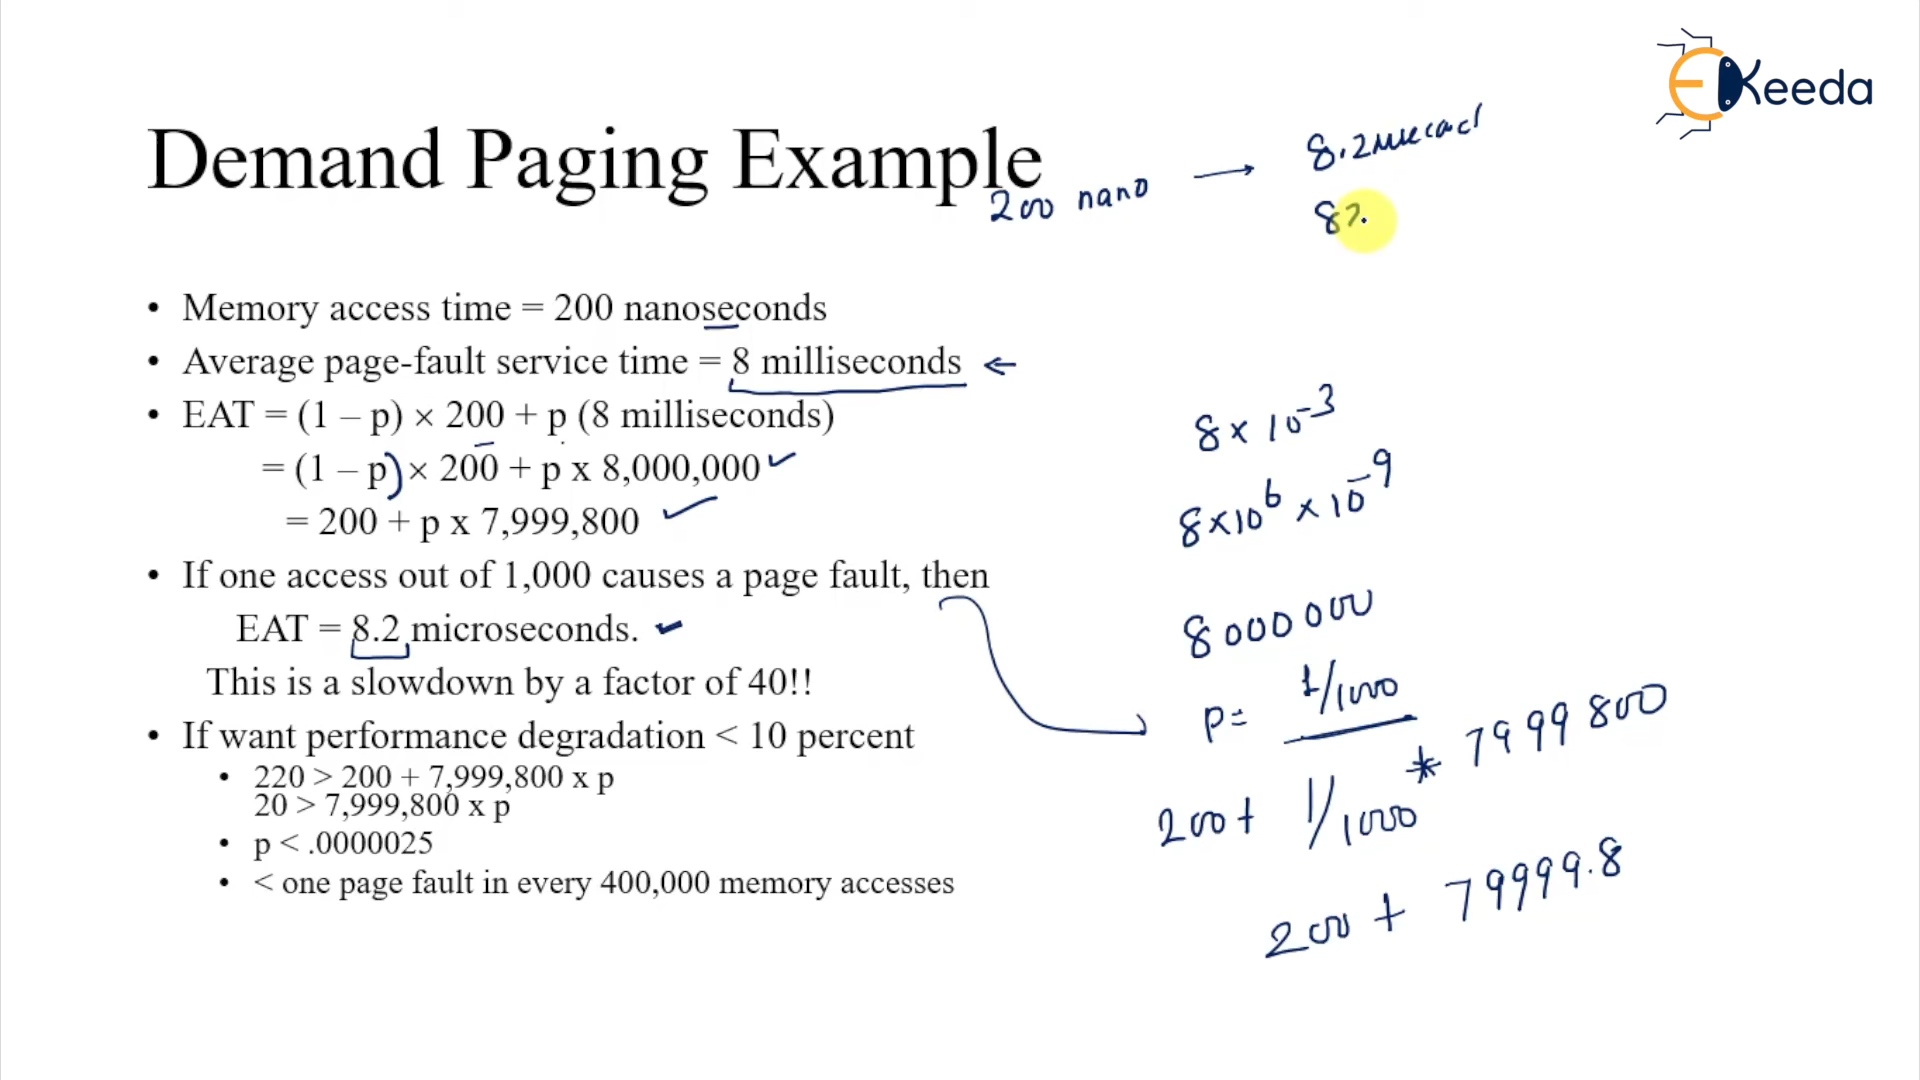 EKeeda
Demand Paging Example
200 nano → 8.2
82
• Memory access time = 200 nanoseconds
• Average page-fault service time = 8 milliseconds ←
• EAT = (1 – p) × 200 + p (8 milliseconds)
= (1 – p) × 200 + p x 8,000,000
= 200 + p x 7,999,800
• If one access out of 1,000 causes a page fault, then
EAT = 8.2 microseconds.
This is a slowdown by a factor of 40!!
• If want performance degradation < 10 percent
• 220 > 200 + 7,999,800 x p
20 > 7,999,800 x p
• p < .0000025
• < one page fault in every 400,000 memory accesses
8 × 10⁻³
8×10⁶ × 10⁻⁹
8000000
p = 1/1000
200 + 1/1000 * 7999800
200 + 79999.8